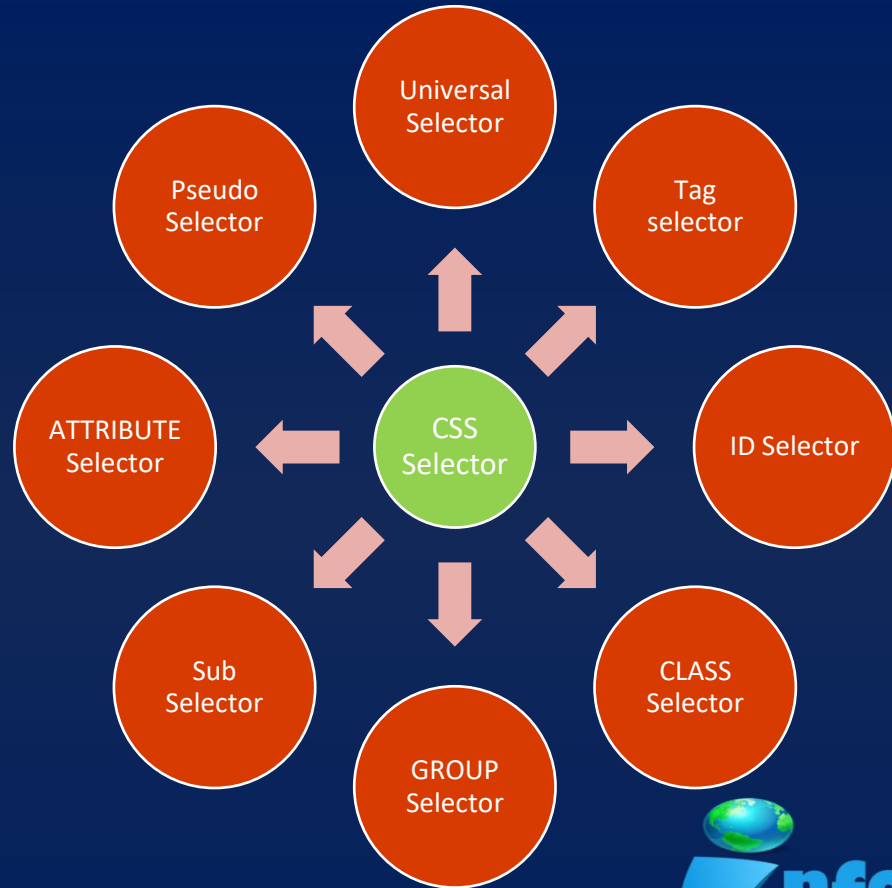 Universal
Selector
Tag
selector
ID Selector
CLASS
Selector
GROUP
Selector
Sub
Selector
ATTRIBUTE
Selector
Pseudo
Selector
CSS
Selector